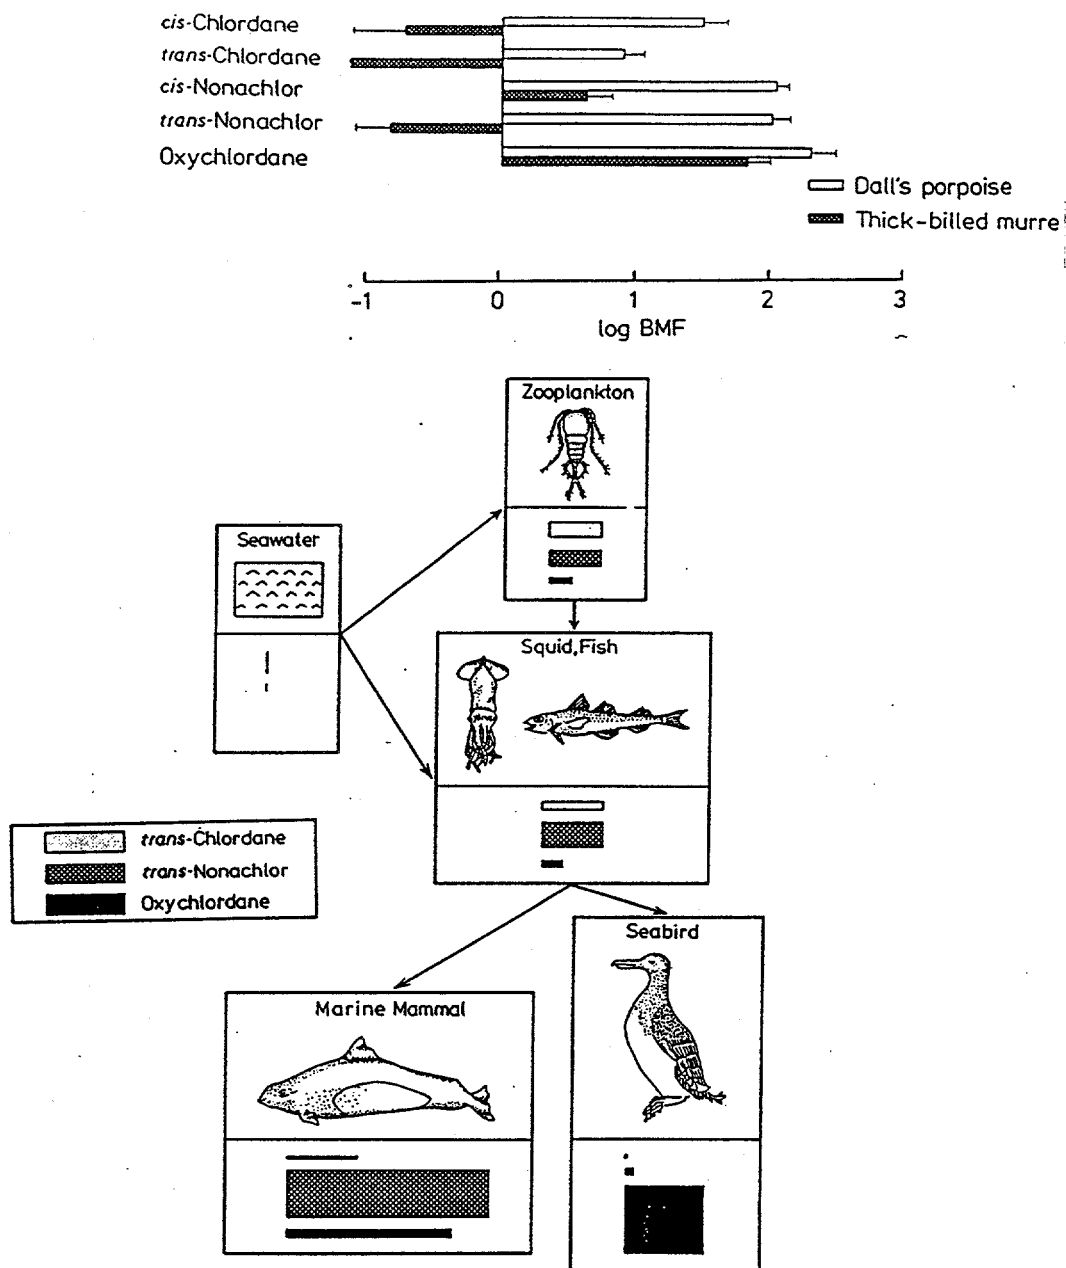 cis-Chlordane
trans-Chlordane
cis-Nonachlor
trans-Nonachlor
Oxychlordane
Dall's porpoise
Thick-billed murre
-1 0 1 2 3
log BMF
Zooplankton
Seawater
Squid, Fish
trans-Chlordane
trans-Nonachlor
Oxychlordane
Seabird
Marine Mammal